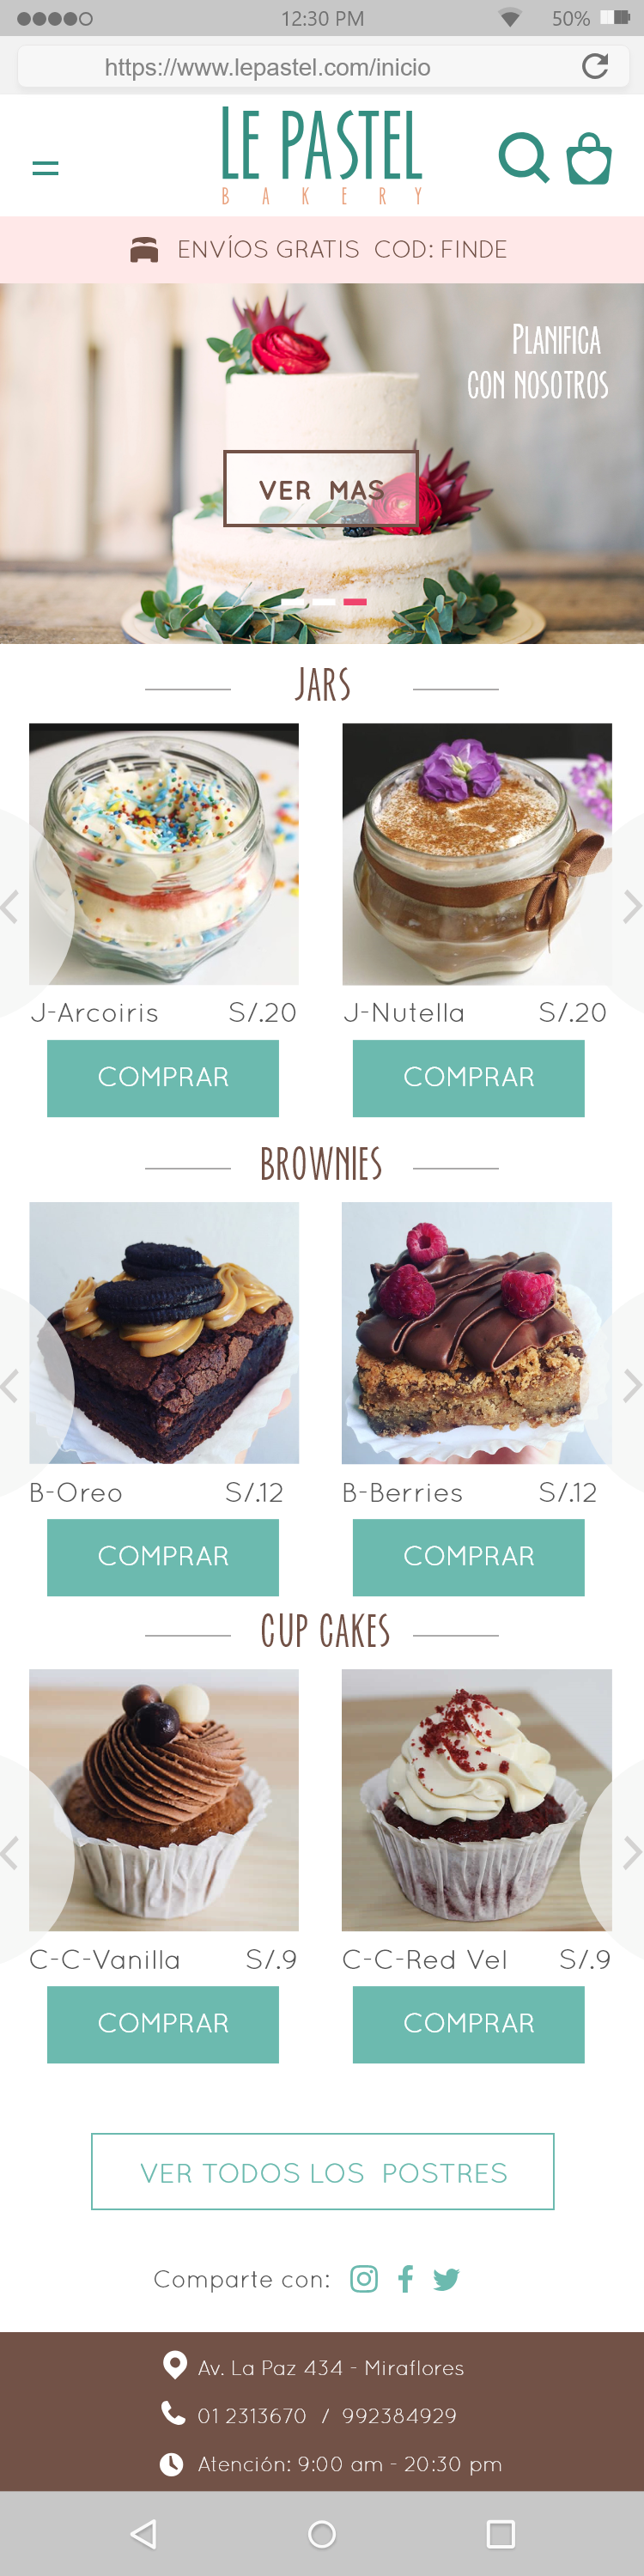 12:30 PM 50%
https://www.lepastel.com/inicio
LE PASTEL
BAKERY
ENVÍOS GRATIS COD: FINDE
PLANIFICA
CON NOSOTROS
VER MAS
JARS
J-Arcoiris S/.20 J-Nutella S/.20
COMPRAR COMPRAR
BROWNIES
B-Oreo S/.12 B-Berries S/.12
COMPRAR COMPRAR
CUP CAKES
C-C-Vanilla S/.9 C-C-Red Vel S/.9
COMPRAR COMPRAR
VER TODOS LOS POSTRES
Comparte con:
Av. La Paz 434 - Miraflores
01 2313670 / 992384929
Atención: 9:00 am - 20:30 pm